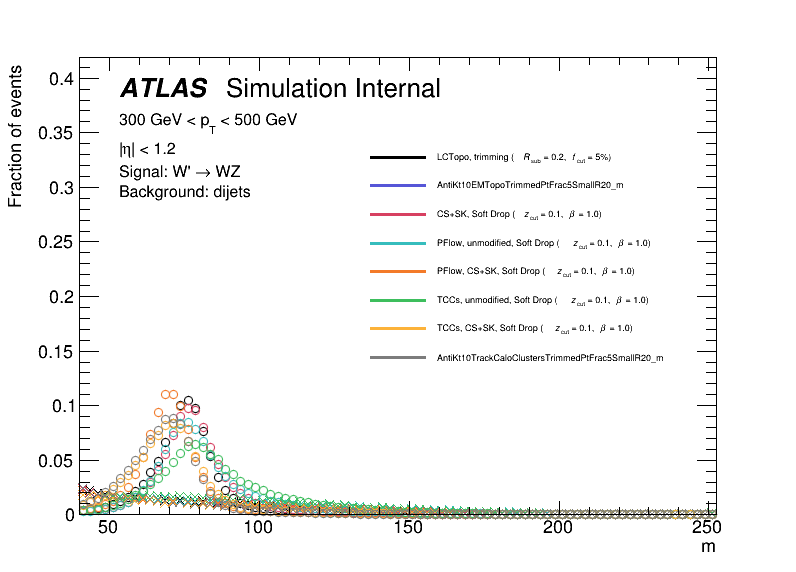 ATLAS Simulation Internal
300 GeV < p_T < 500 GeV
|η| < 1.2
Signal: W' → WZ
Background: dijets
LCTopo, trimming ( R_sub = 0.2, f_cut = 5%)
AntiKt10EMTopoTrimmedPtFrac5SmallR20_m
CS+SK, Soft Drop ( z_cut = 0.1, β = 1.0)
PFlow, unmodified, Soft Drop ( z_cut = 0.1, β = 1.0)
PFlow, CS+SK, Soft Drop ( z_cut = 0.1, β = 1.0)
TCCs, unmodified, Soft Drop ( z_cut = 0.1, β = 1.0)
TCCs, CS+SK, Soft Drop ( z_cut = 0.1, β = 1.0)
AntiKt10TrackCaloClustersTrimmedPtFrac5SmallR20_m
Fraction of events
0.4
0.35
0.3
0.25
0.2
0.15
0.1
0.05
0
50 100 150 200 250
m